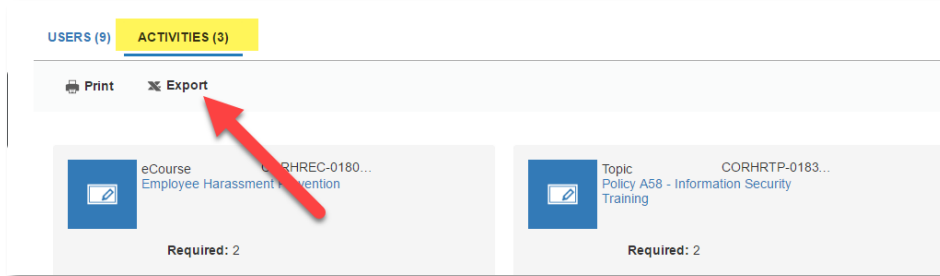 USERS (9) ACTIVITIES (3)
Print Export
eCourse
Employee Harassment
Required: 2
Topic CORHRTP-0183...
Policy A58 - Information Security
Training
Required: 2